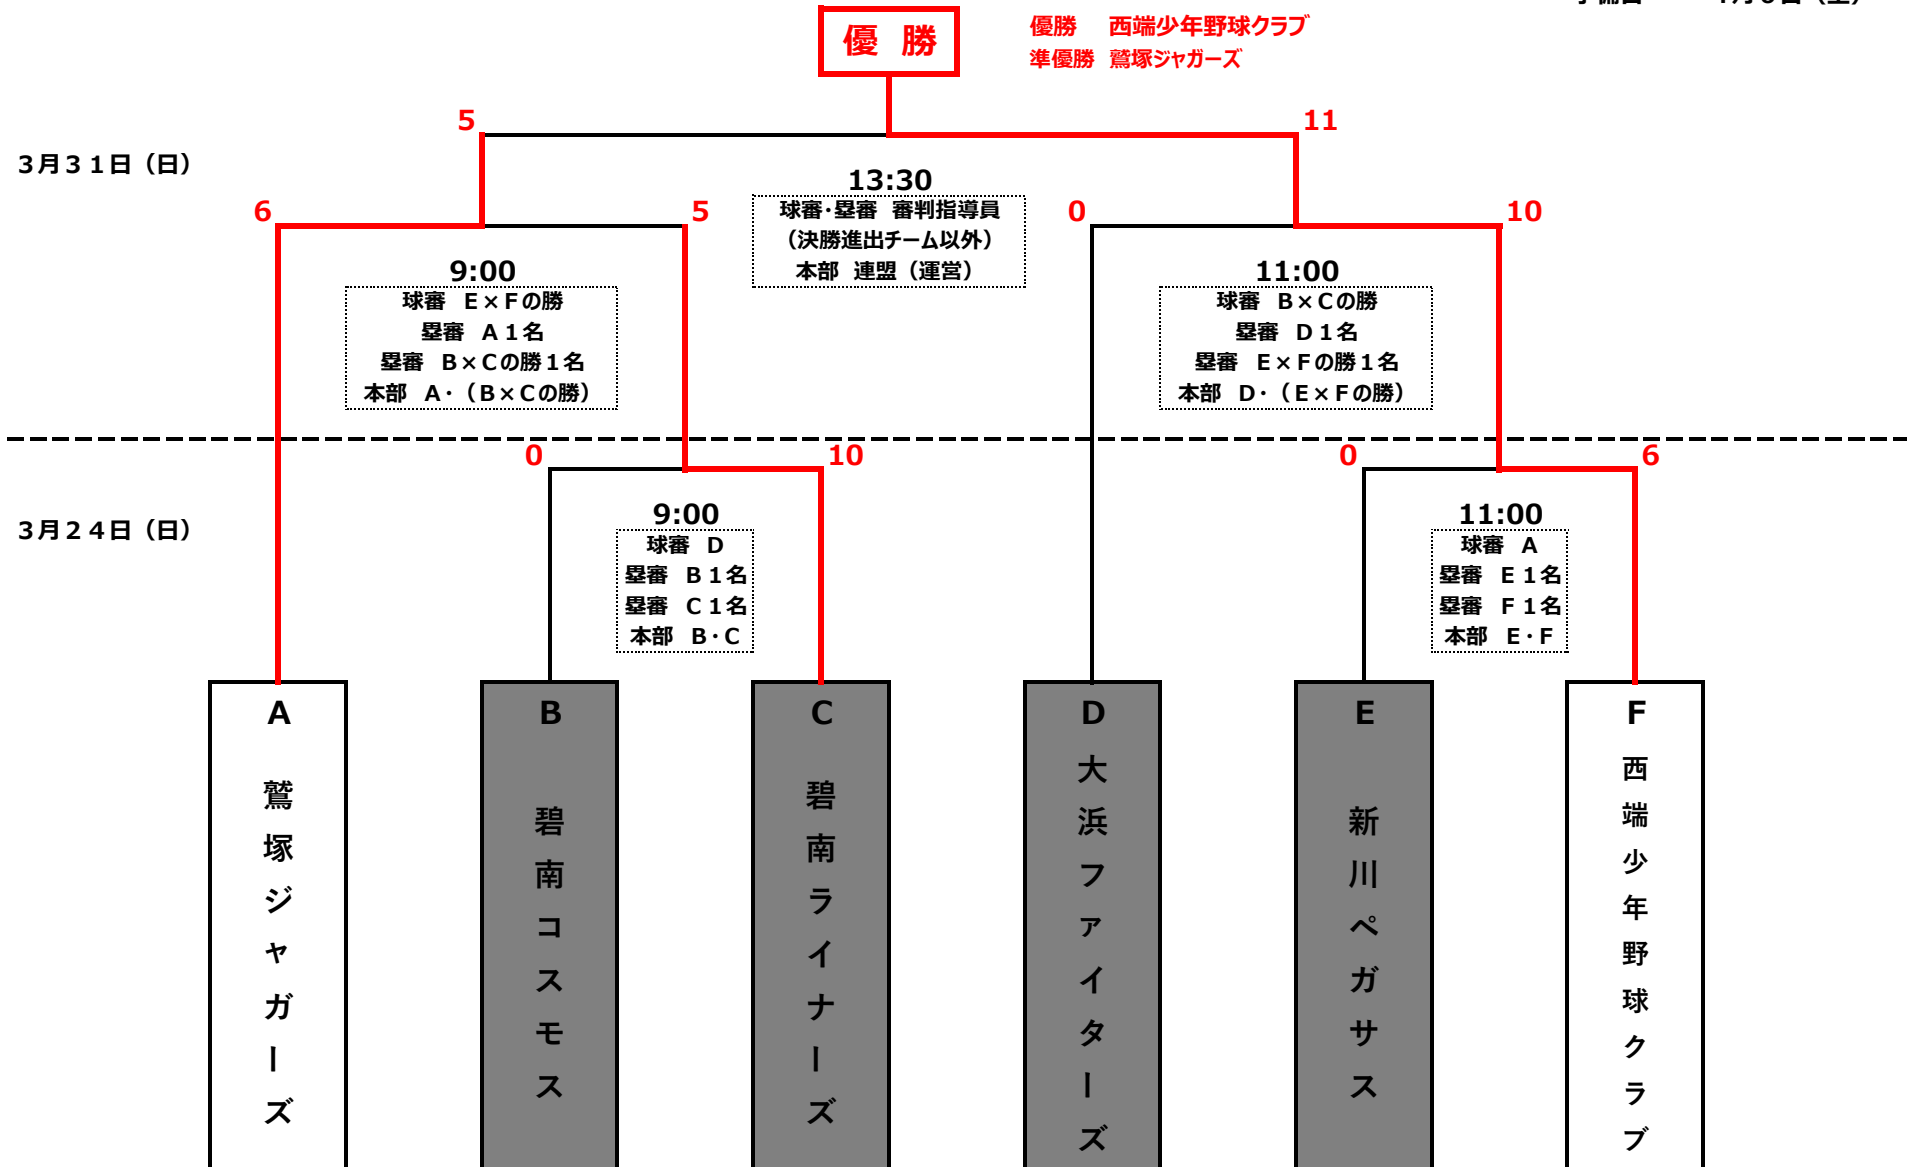 優 勝
優勝 西端少年野球クラブ
準優勝 鷲塚ジャガーズ
5
11
3月31日（日）
13:30
球審・塁審 審判指導員
（決勝進出チーム以外）
本部 連盟（運営）
6
5
0
10
9:00
球審 E×Fの勝
塁審 A1名
塁審 B×Cの勝1名
本部 A・（B×Cの勝）
11:00
球審 B×Cの勝
塁審 D1名
塁審 E×Fの勝1名
本部 D・（E×Fの勝）
0
10
0
6
3月24日（日）
9:00
球審 D
塁審 B1名
塁審 C1名
本部 B・C
11:00
球審 A
塁審 E1名
塁審 F1名
本部 E・F
A
鷲塚ジャガーズ
B
碧南コスモス
C
碧南ライナーズ
D
大浜ファイターズ
E
新川ペガサス
F
西端少年野球クラブ